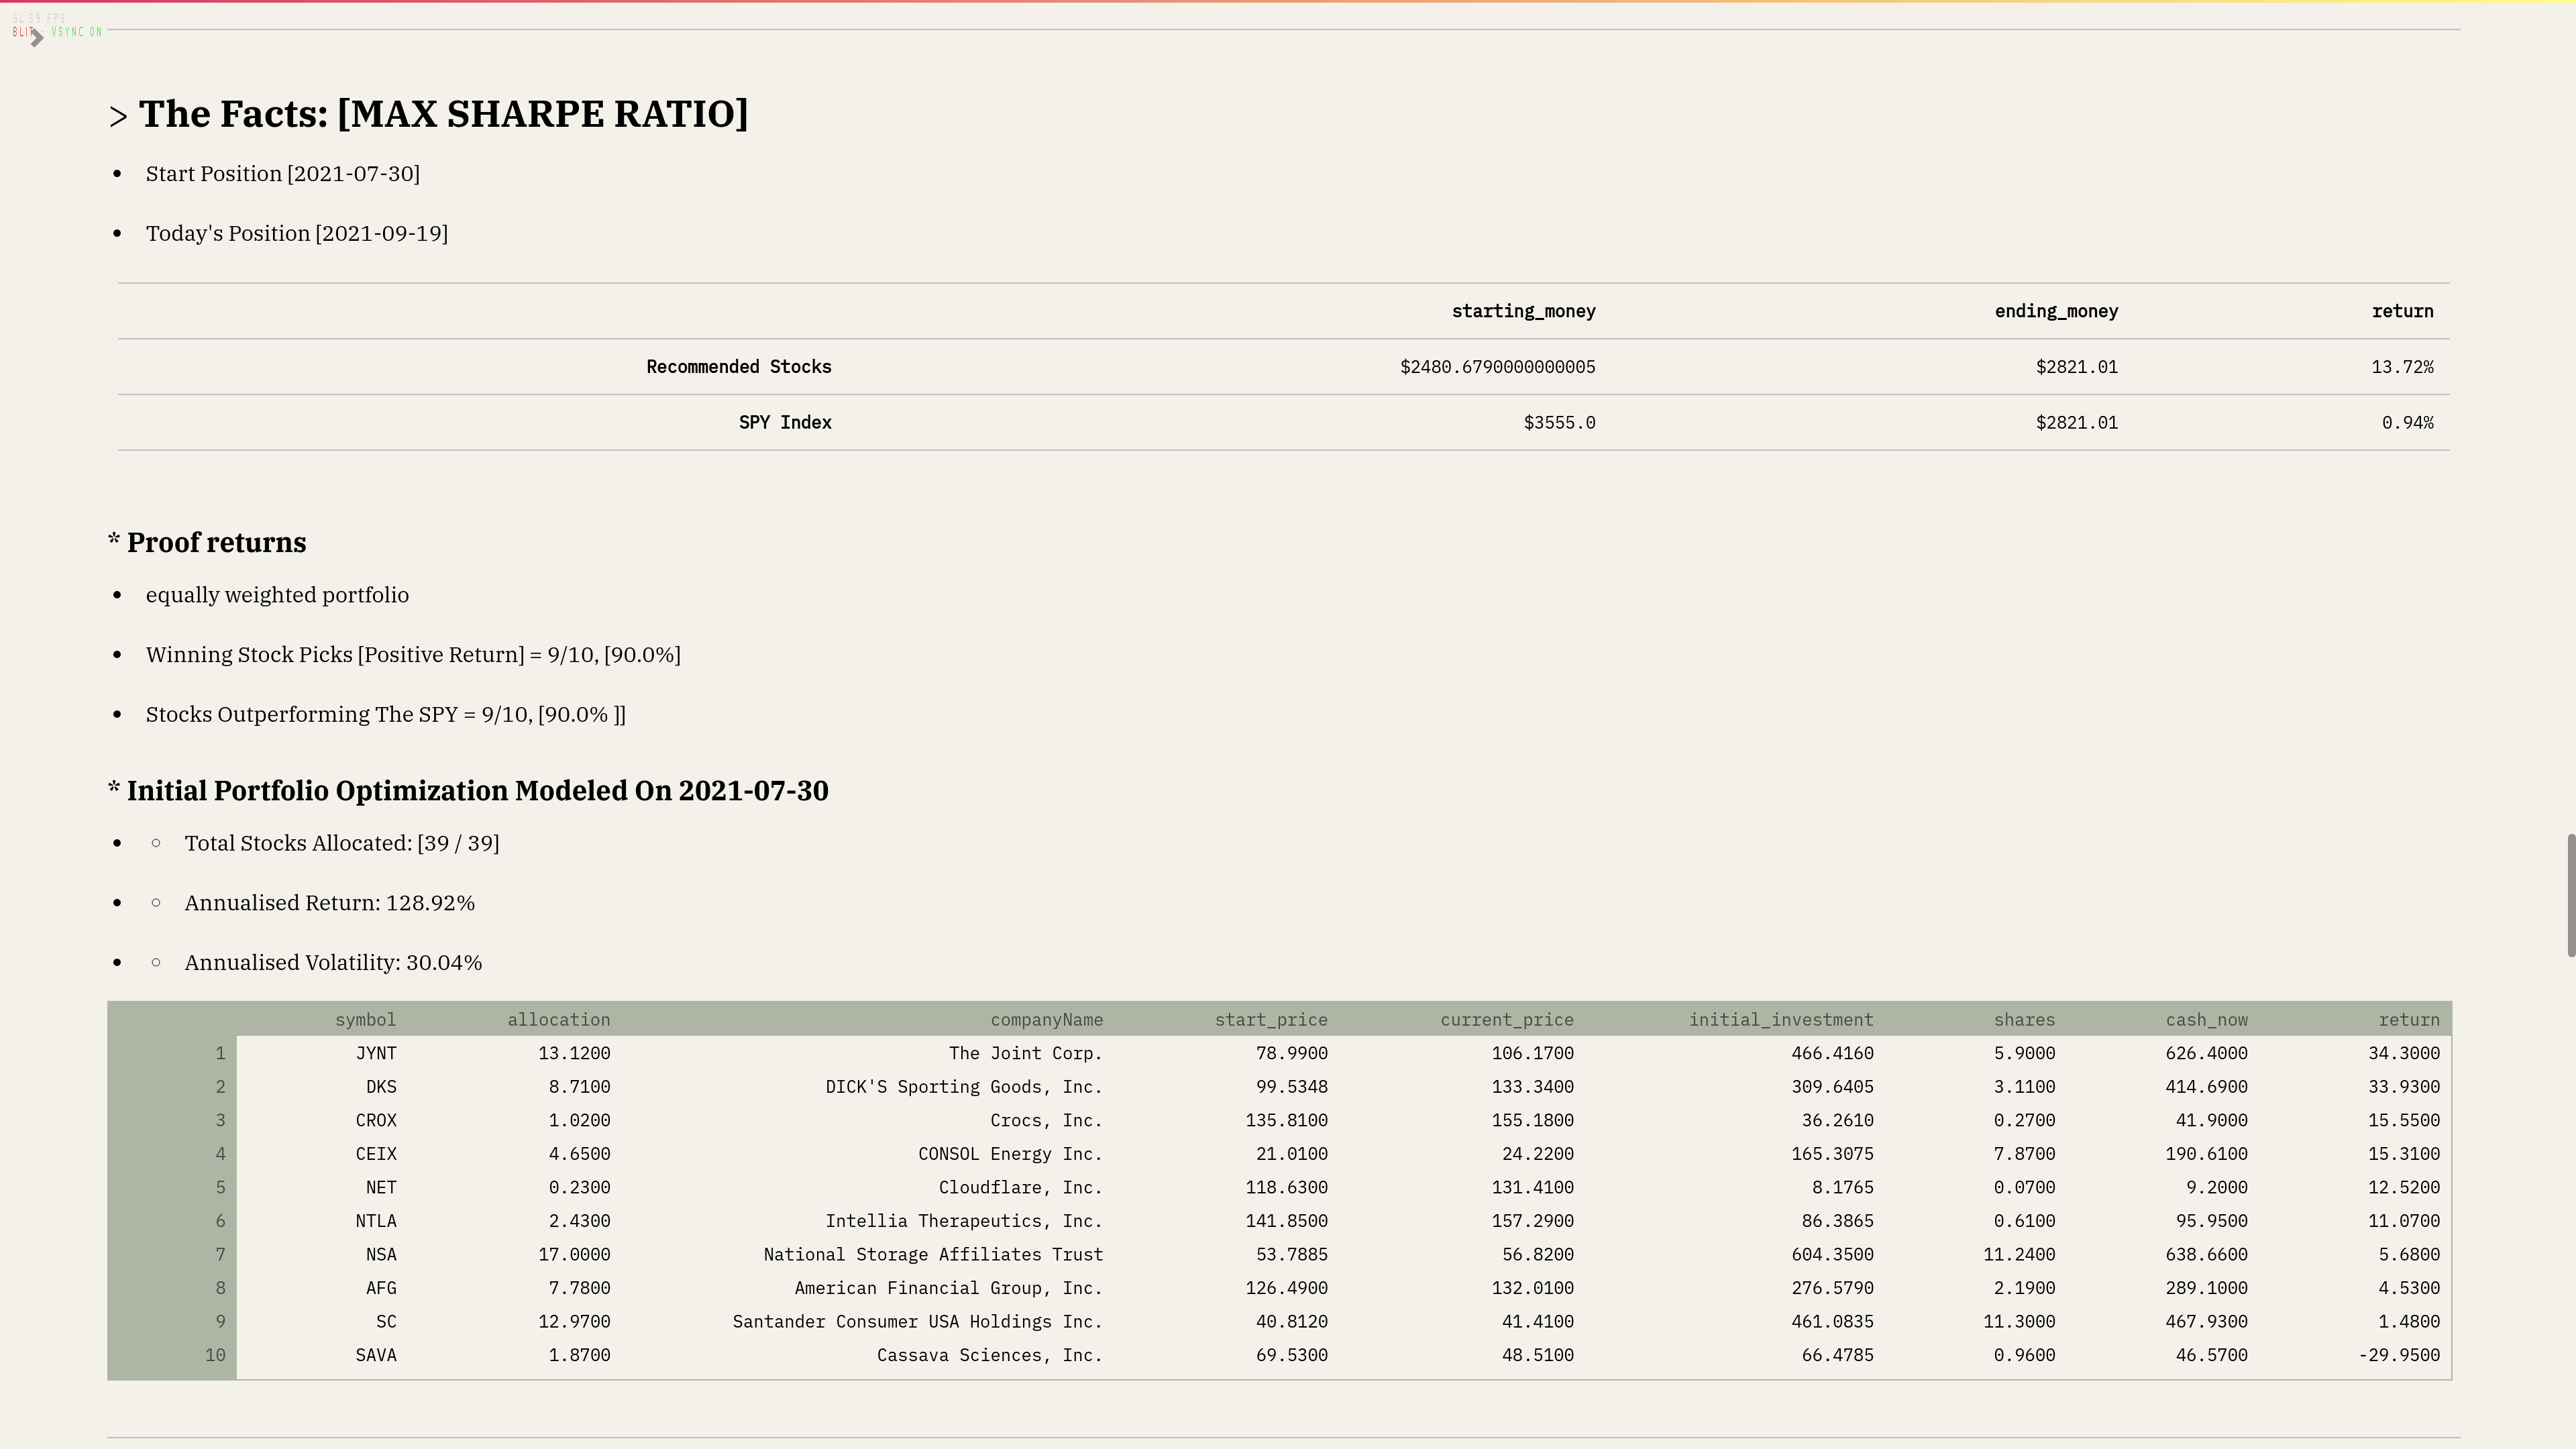 GL 59 FPS
BLIT - VSYNC ON
> The Facts: [MAX SHARPE RATIO]
• Start Position [2021-07-30]
• Today's Position [2021-09-19]
starting_money ending_money return
Recommended Stocks $2480.6790000000005 $2821.01 13.72%
SPY Index $3555.0 $2821.01 0.94%
* Proof returns
• equally weighted portfolio
• Winning Stock Picks [Positive Return] = 9/10, [90.0%]
• Stocks Outperforming The SPY = 9/10, [90.0% ]]
* Initial Portfolio Optimization Modeled On 2021-07-30
• ◦ Total Stocks Allocated: [39 / 39]
• ◦ Annualised Return: 128.92%
• ◦ Annualised Volatility: 30.04%
symbol allocation companyName start_price current_price initial_investment shares cash_now return
1 JYNT 13.1200 The Joint Corp. 78.9900 106.1700 466.4160 5.9000 626.4000 34.3000
2 DKS 8.7100 DICK'S Sporting Goods, Inc. 99.5348 133.3400 309.6405 3.1100 414.6900 33.9300
3 CROX 1.0200 Crocs, Inc. 135.8100 155.1800 36.2610 0.2700 41.9000 15.5500
4 CEIX 4.6500 CONSOL Energy Inc. 21.0100 24.2200 165.3075 7.8700 190.6100 15.3100
5 NET 0.2300 Cloudflare, Inc. 118.6300 131.4100 8.1765 0.0700 9.2000 12.5200
6 NTLA 2.4300 Intellia Therapeutics, Inc. 141.8500 157.2900 86.3865 0.6100 95.9500 11.0700
7 NSA 17.0000 National Storage Affiliates Trust 53.7885 56.8200 604.3500 11.2400 638.6600 5.6800
8 AFG 7.7800 American Financial Group, Inc. 126.4900 132.0100 276.5790 2.1900 289.1000 4.5300
9 SC 12.9700 Santander Consumer USA Holdings Inc. 40.8120 41.4100 461.0835 11.3000 467.9300 1.4800
10 SAVA 1.8700 Cassava Sciences, Inc. 69.5300 48.5100 66.4785 0.9600 46.5700 -29.9500